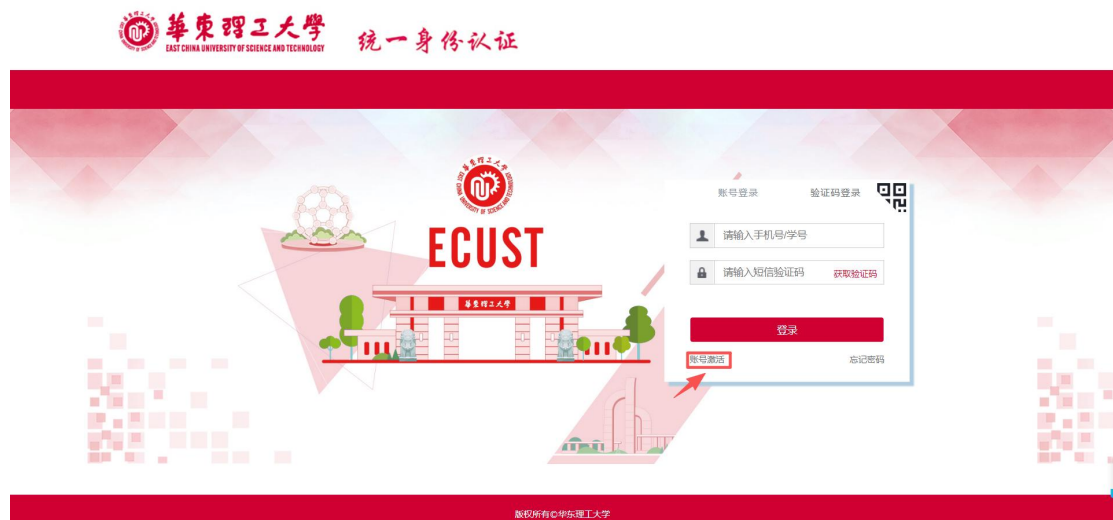 華東理工大學
EAST CHINA UNIVERSITY OF SCIENCE AND TECHNOLOGY
统一身份认证
ECUST
華東理工大學
账号登录
验证码登录
请输入手机号/学号
请输入短信验证码
获取验证码
登录
账号激活
忘记密码
版权所有©华东理工大学